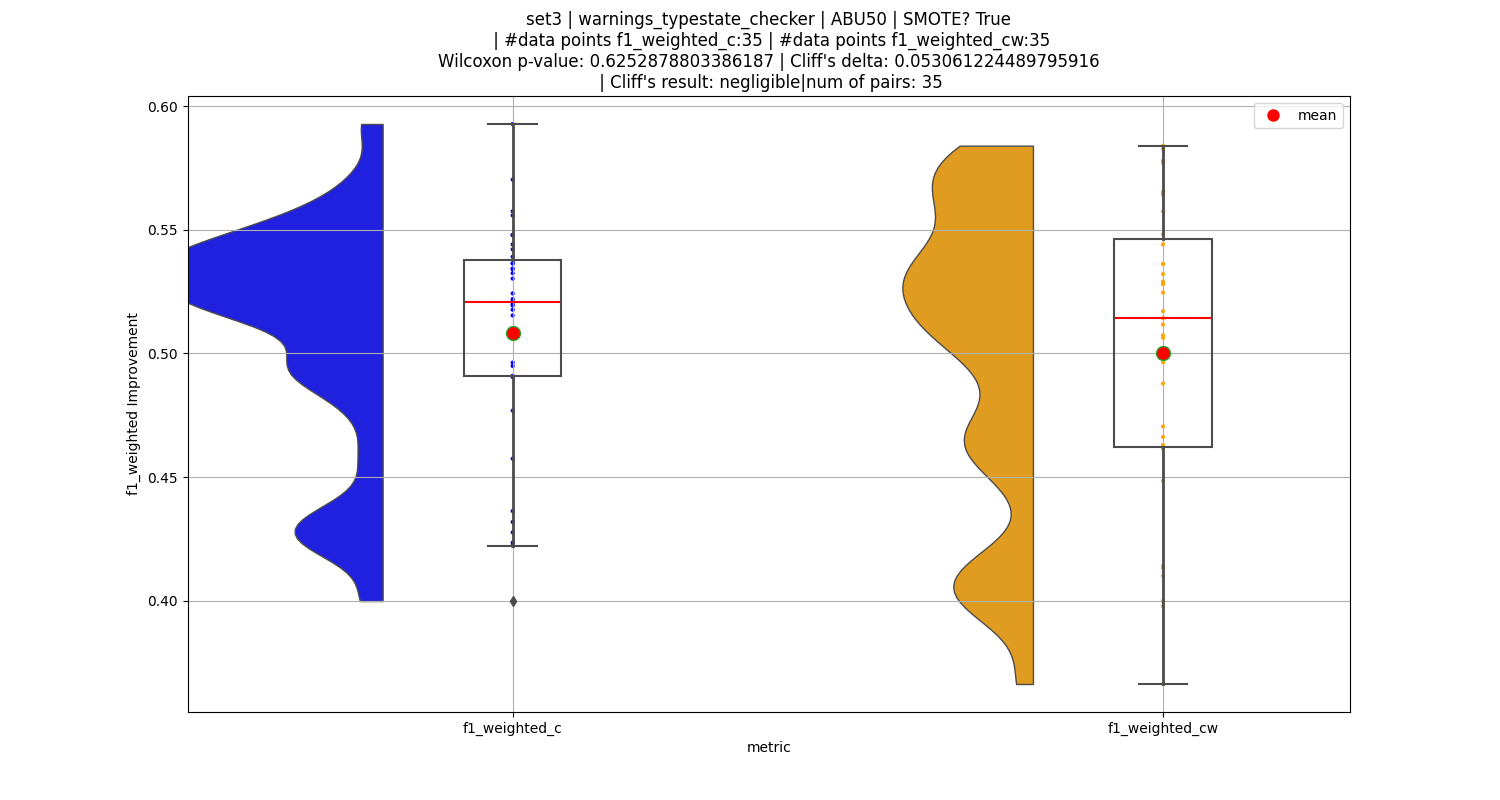 set3 | warnings_typestate_checker | ABU50 | SMOTE? True
| #data points f1_weighted_c:35 | #data points f1_weighted_cw:35
Wilcoxon p-value: 0.6252878803386187 | Cliff's delta: 0.053061224489795916
| Cliff's result: negligible|num of pairs: 35
mean
0.60
0.55
0.50
0.45
0.40
f1_weighted Improvement
f1_weighted_c
f1_weighted_cw
metric